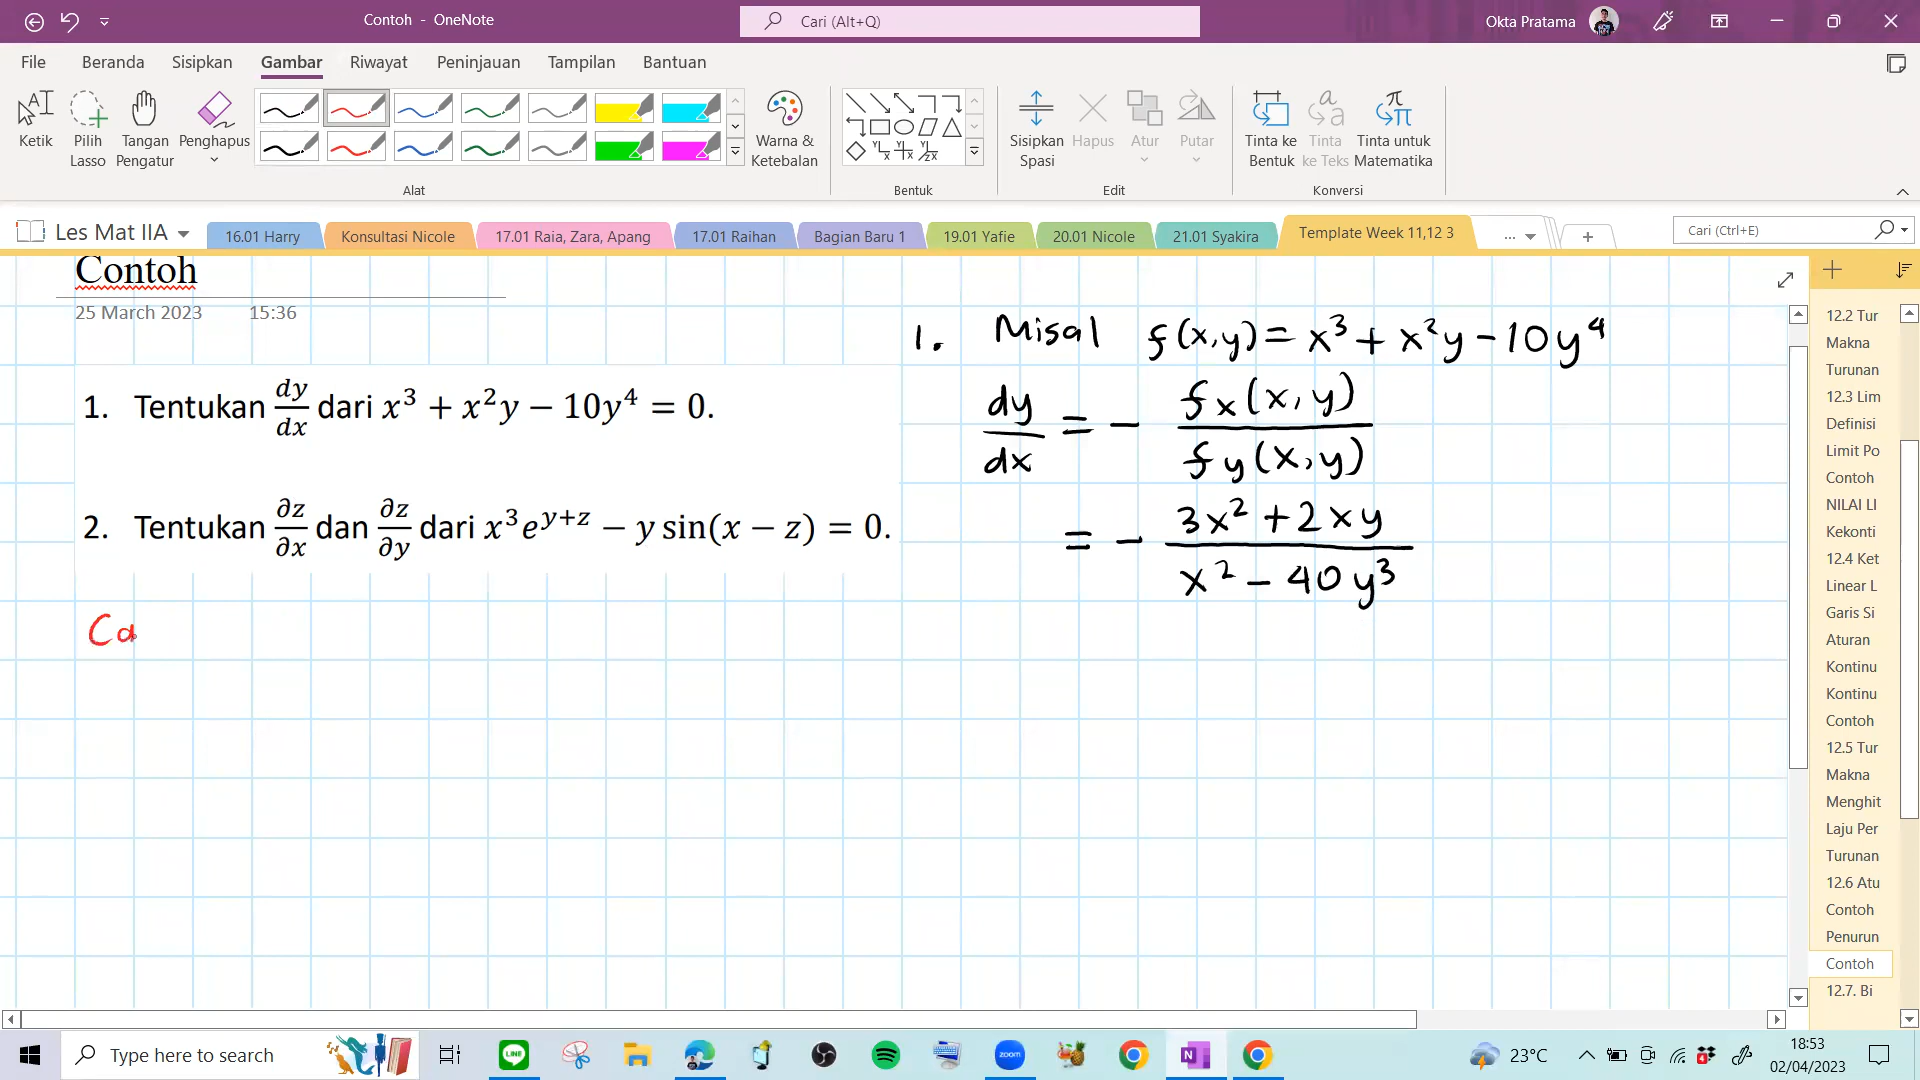 Contoh - OneNote
Cari (Alt+Q)
Okta Pratama
File Beranda Sisipkan Gambar Riwayat Peninjauan Tampilan Bantuan
Ketik
Pilih Lasso
Tangan Pengatur
Penghapus
Warna & Ketebalan
Sisipkan Spasi
Hapus
Atur
Putar
Tinta ke Bentuk
Tinta ke Teks
Tinta untuk Matematika
Alat
Bentuk
Edit
Konversi
Les Mat IIA
16.01 Harry
Konsultasi Nicole
17.01 Raia, Zara, Apang
17.01 Raihan
Bagian Baru 1
19.01 Yafie
20.01 Nicole
21.01 Syakira
Template Week 11,12 3
...
Cari (Ctrl+E)
Contoh
25 March 2023 15:36
1. Tentukan dy/dx dari x³ + x²y − 10y⁴ = 0.
2. Tentukan ∂z/∂x dan ∂z/∂y dari x³e^(y+z) − y sin(x − z) = 0.
Ca
1. Misal f(x,y) = x³ + x²y − 10y⁴
dy/dx = − fx(x,y)/fy(x,y)
= − (3x² + 2xy)/(x² − 40y³)
12.2 Tur
Makna
Turunan
12.3 Lim
Definisi
Limit Po
Contoh
NILAI LI
Kekonti
12.4 Ket
Linear L
Garis Si
Aturan
Kontinu
Kontinu
Contoh
12.5 Tur
Makna
Menghit
Laju Per
Turunan
12.6 Atu
Contoh
Penurun
Contoh
12.7. Bi
Type here to search
LINE
zoom
23°C
4
18:53
02/04/2023